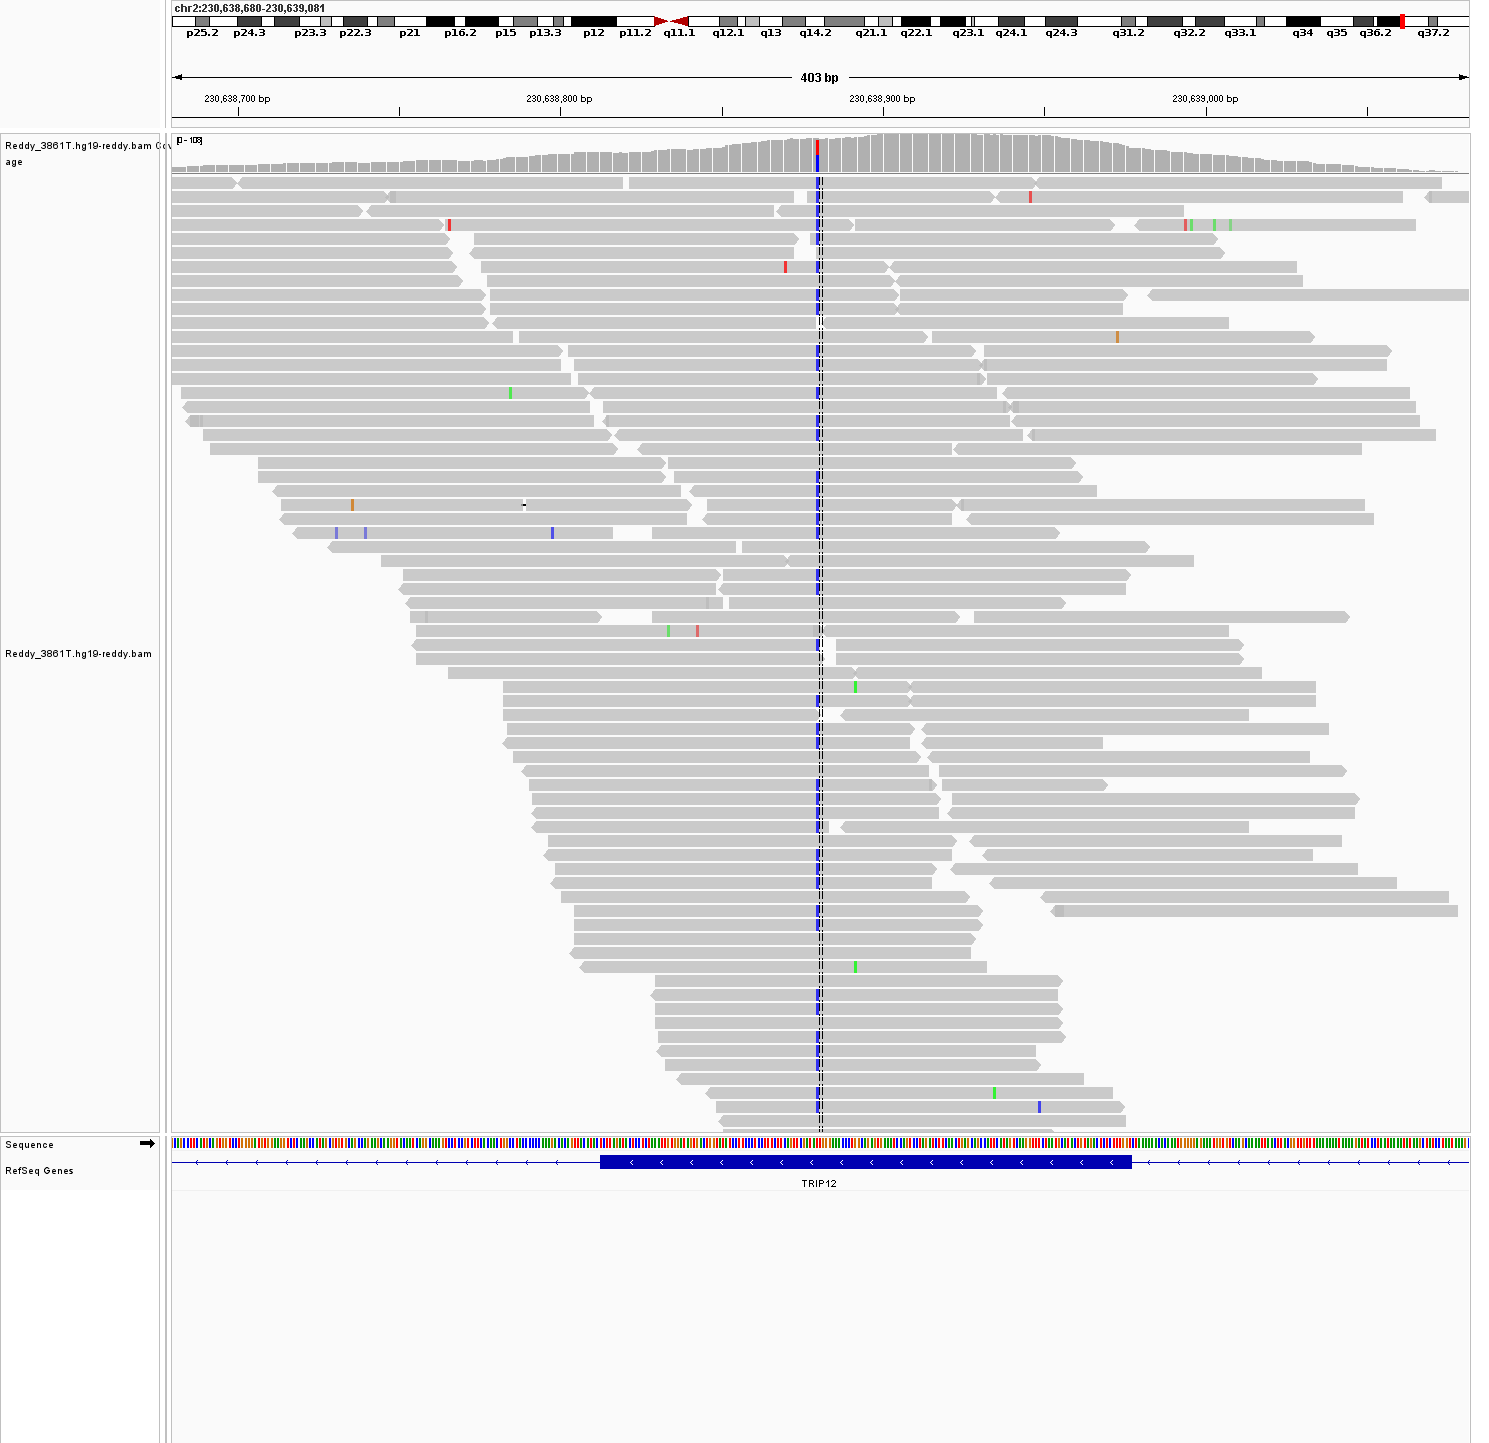 chr2:230,638,680-230,639,081
p25.2 p24.3 p23.3 p22.3 p21 p16.2 p15 p13.3 p12 p11.2 q11.1 q12.1 q13 q14.2 q21.1 q22.1 q23.1 q24.1 q24.3 q31.2 q32.2 q33.1 q34 q35 q36.2 q37.2
403 bp
230,638,700 bp 230,638,800 bp 230,638,900 bp 230,639,000 bp
Reddy_3861T.hg19-reddy.bam Cov
age
[0 - 108]
Reddy_3861T.hg19-reddy.bam
Sequence
RefSeq Genes
TRIP12